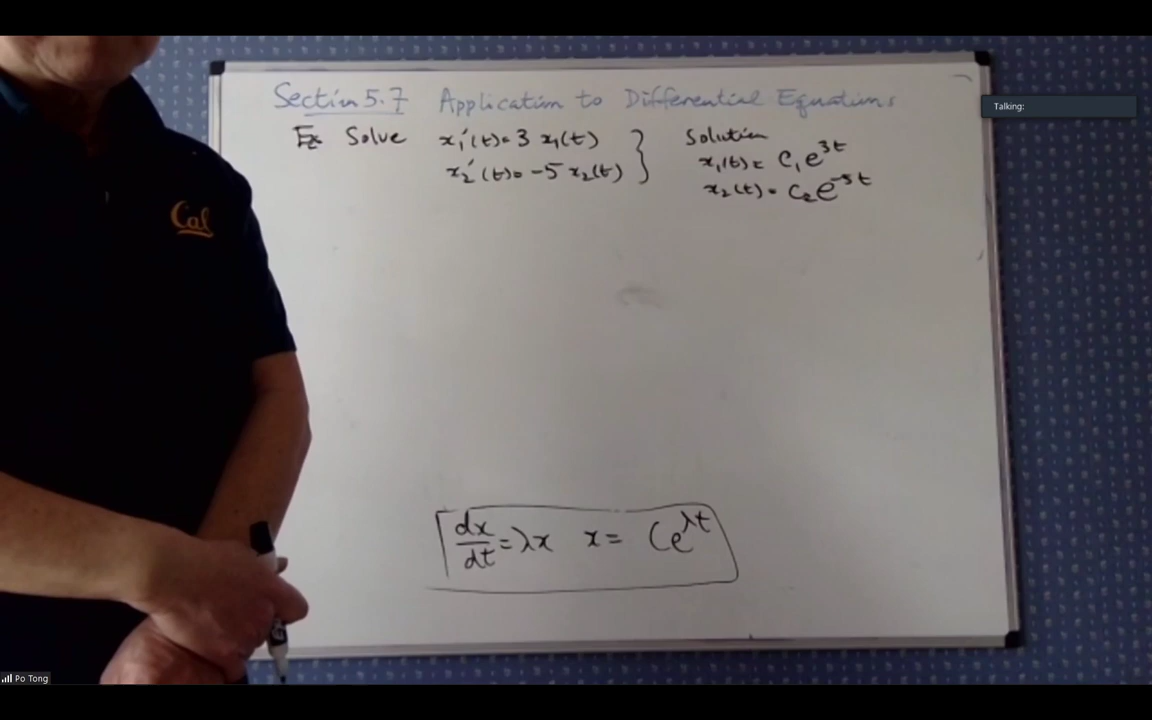 Section 5.7 Application to Differential Equations
Ex Solve x₁'(t) = 3 x₁(t)
x₂'(t) = -5 x₂(t)
Solution
x₁(t) = c₁e^{3t}
x₂(t) = c₂e^{-5t}
dx/dt = λx x = Ce^{λt}
Cal
Talking:
Po Tong